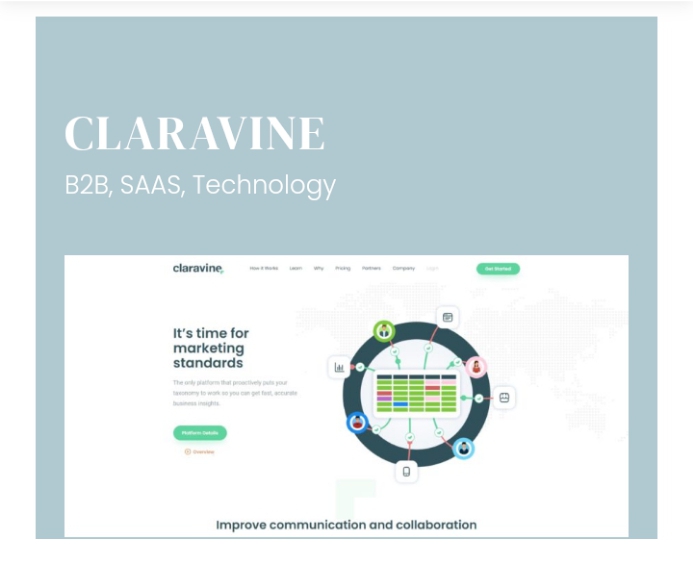 CLARAVINE
B2B, SAAS, Technology
claravine
How It Works Learn Why Pricing Partners Company Login Get Started
It's time for
marketing
standards
The only platform that proactively puts your
taxonomy to work so you can get fast, accurate
business insights.
Platform Details
Overview
Improve communication and collaboration